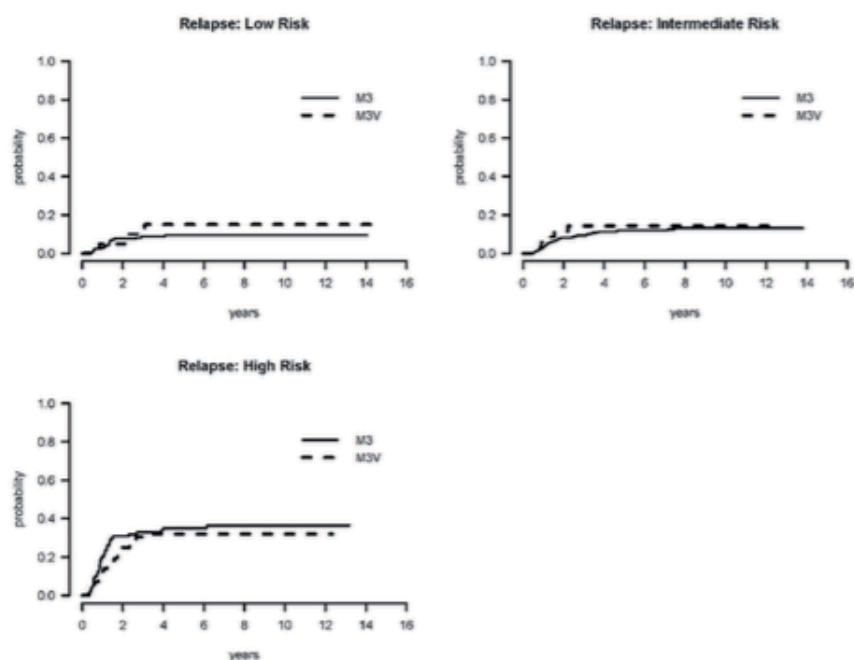 Relapse: Low Risk
1.0
0.8
0.6
0.4
0.2
0.0
probability
M3
M3V
0 2 4 6 8 10 12 14 16
years
Relapse: Intermediate Risk
1.0
0.8
0.6
0.4
0.2
0.0
probability
M3
M3V
0 2 4 6 8 10 12 14 16
years
Relapse: High Risk
1.0
0.8
0.6
0.4
0.2
0.0
probability
M3
M3V
0 2 4 6 8 10 12 14 16
years